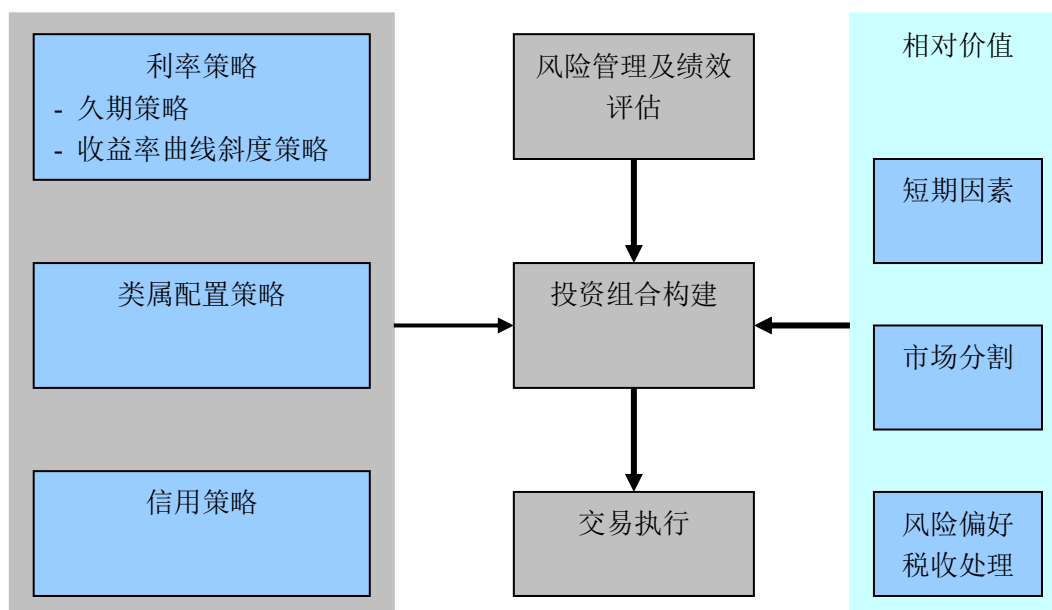 利率策略
- 久期策略
- 收益率曲线斜度策略
类属配置策略
信用策略
风险管理及绩效
评估
投资组合构建
交易执行
相对价值
短期因素
市场分割
风险偏好
税收处理